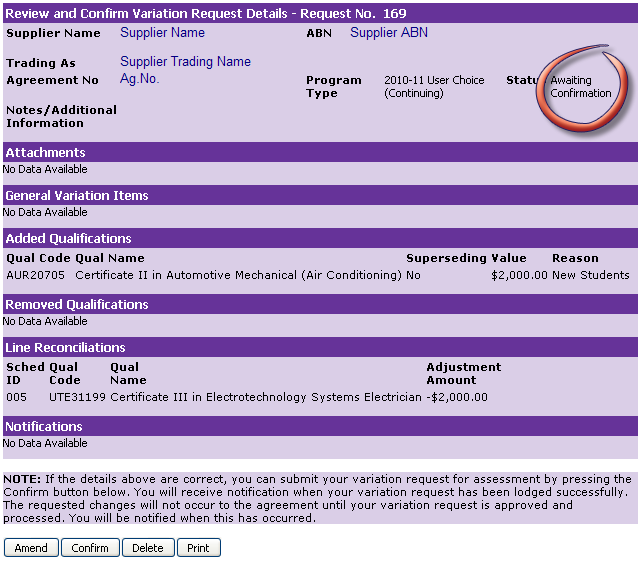 Review and Confirm Variation Request Details - Request No. 169
Supplier Name Supplier Name ABN Supplier ABN
Trading As Supplier Trading Name
Agreement No Ag.No. Program Type 2010-11 User Choice (Continuing) Status Awaiting Confirmation
Notes/Additional
Information
Attachments
No Data Available
General Variation Items
No Data Available
Added Qualifications
Qual Code Qual Name Superseding Value Reason
AUR20705 Certificate II in Automotive Mechanical (Air Conditioning) No $2,000.00 New Students
Removed Qualifications
No Data Available
Line Reconciliations
Sched Qual Qual Adjustment
ID Code Name Amount
005 UTE31199 Certificate III in Electrotechnology Systems Electrician -$2,000.00
Notifications
No Data Available
NOTE: If the details above are correct, you can submit your variation request for assessment by pressing the
Confirm button below. You will receive notification when your variation request has been lodged successfully.
The requested changes will not occur to the agreement until your variation request is approved and
processed. You will be notified when this has occurred.
Amend Confirm Delete Print